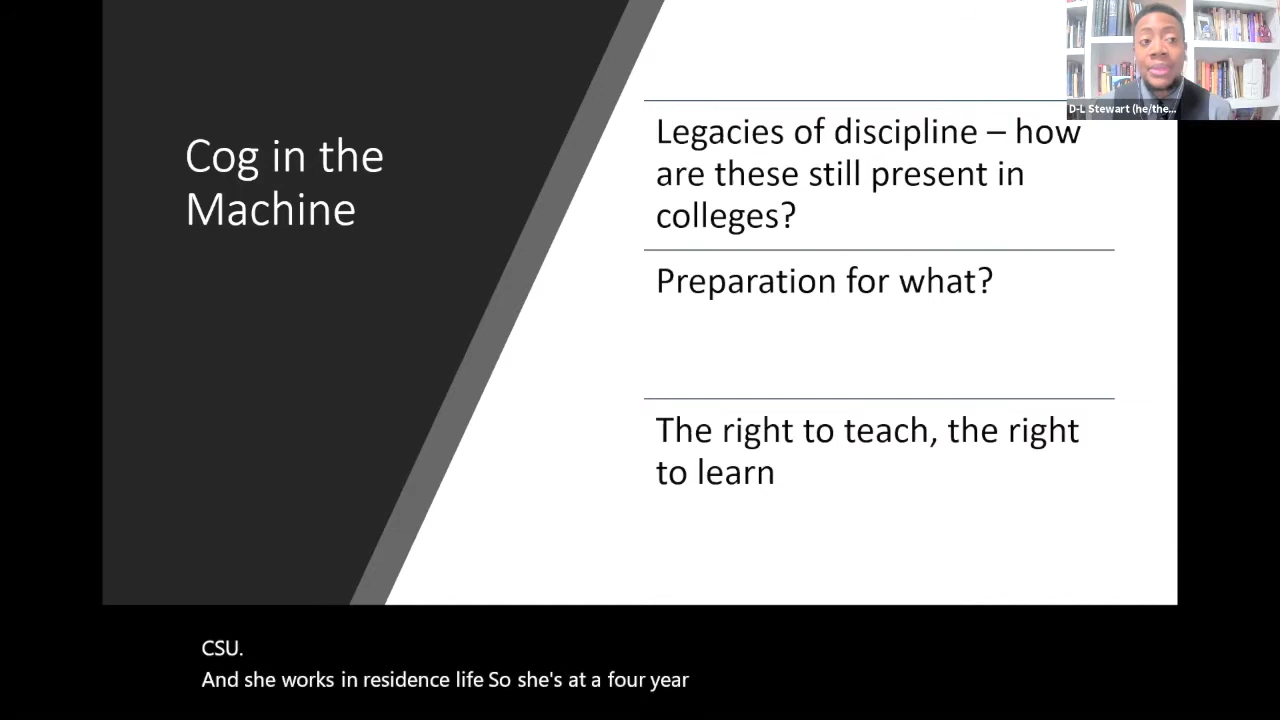 Cog in the
Machine
D-L Stewart (he/the...
Legacies of discipline – how
are these still present in
colleges?
Preparation for what?
The right to teach, the right
to learn
CSU.
And she works in residence life So she's at a four year